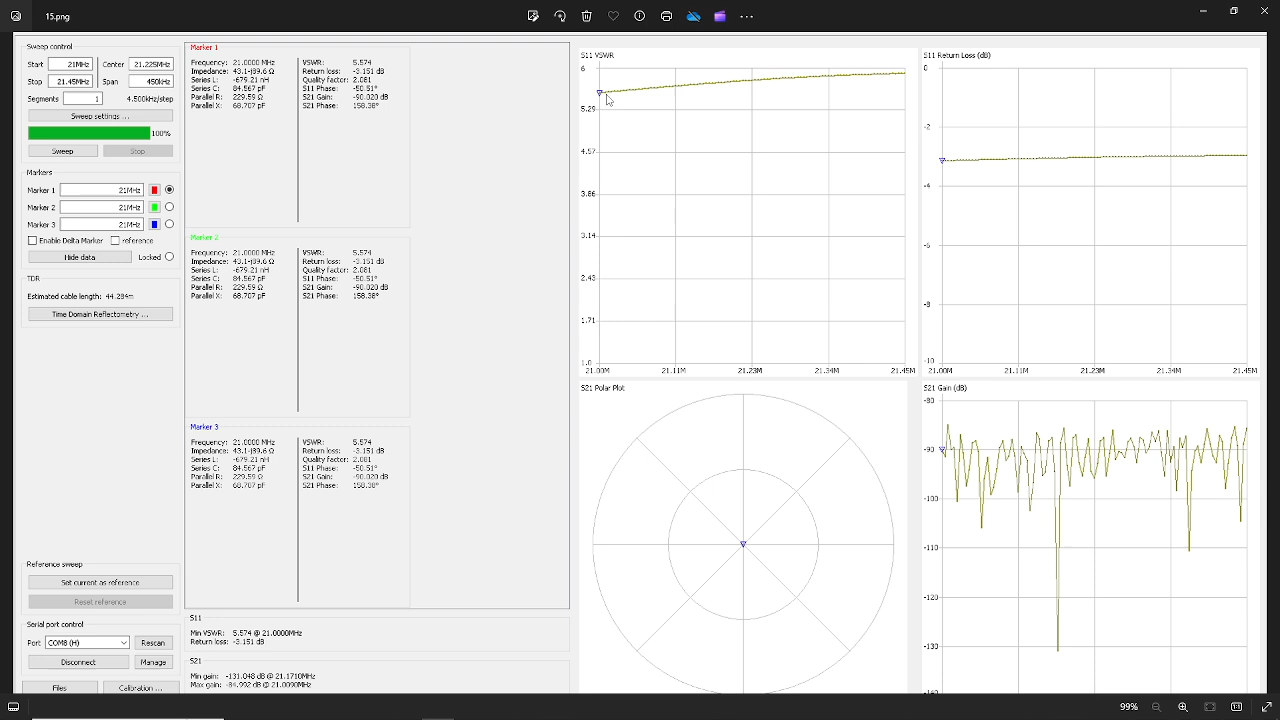 15.png
Sweep control
Start 21MHz Center 21.225MHz
Stop 21.45MHz Span 450kHz
Segments 1 4.500kHz/step
Sweep settings ...
100%
Sweep Stop
Markers
Marker 1 21MHz
Marker 2 21MHz
Marker 3 21MHz
Enable Delta Marker reference
Hide data Locked
TDR
Estimated cable length: 44.284m
Time Domain Reflectometry ...
Reference sweep
Set current as reference
Reset reference
Serial port control
Port COM8 (H) Rescan
Disconnect Manage
Files Calibration ...
Marker 1
Frequency: 21.0000 MHz VSWR: 5.574
Impedance: 43.1-j89.6 Ω Return loss: -3.151 dB
Series L: -679.21 nH Quality factor: 2.081
Series C: 84.567 pF S11 Phase: -50.51°
Parallel R: 229.59 Ω S21 Gain: -90.020 dB
Parallel X: 68.707 pF S21 Phase: 158.38°
Marker 2
Frequency: 21.0000 MHz VSWR: 5.574
Impedance: 43.1-j89.6 Ω Return loss: -3.151 dB
Series L: -679.21 nH Quality factor: 2.081
Series C: 84.567 pF S11 Phase: -50.51°
Parallel R: 229.59 Ω S21 Gain: -90.020 dB
Parallel X: 68.707 pF S21 Phase: 158.38°
Marker 3
Frequency: 21.0000 MHz VSWR: 5.574
Impedance: 43.1-j89.6 Ω Return loss: -3.151 dB
Series L: -679.21 nH Quality factor: 2.081
Series C: 84.567 pF S11 Phase: -50.51°
Parallel R: 229.59 Ω S21 Gain: -90.020 dB
Parallel X: 68.707 pF S21 Phase: 158.38°
S11
Min VSWR: 5.574 @ 21.0000MHz
Return loss: -3.151 dB
S21
Min gain: -131.048 dB @ 21.1710MHz
Max gain: -84.992 dB @ 21.0090MHz
S11 VSWR
6
5.29
4.57
3.86
3.14
2.43
1.71
1.0
21.00M 21.11M 21.23M 21.34M 21.45M
S11 Return Loss (dB)
0
-2
-4
-5
-8
-10
21.00M 21.11M 21.23M 21.34M 21.45M
S21 Polar Plot
S21 Gain (dB)
-80
-90
-100
-110
-120
-130
-140
99%